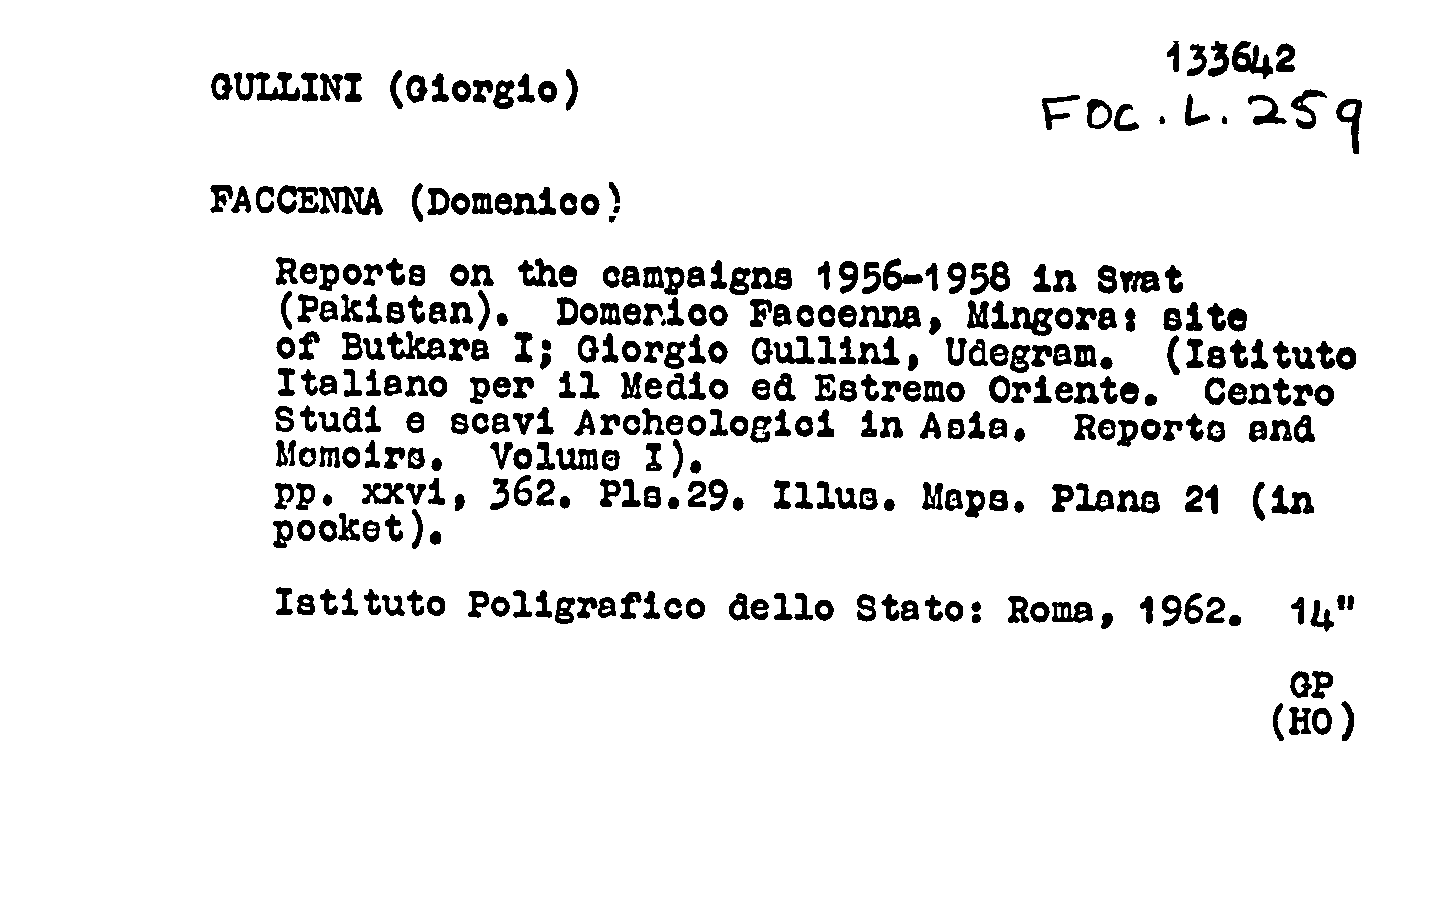 133642
GULLINI (Giorgio)
FOC. L. 259
FACCENNA (Domenico)
Reports on the campaigns 1956-1958 in Swat
(Pakistan). Domenico Faccenna, Mingora: site
of Butkara I; Giorgio Gullini, Udegram. (Istituto
Italiano per il Medio ed Estremo Oriente. Centro
Studi e scavi Archeologici in Asia. Reports and
Memoirs. Volume I).
pp. xxvi, 362. Pls.29. Illus. Maps. Plans 21 (in
pocket).
Istituto Poligrafico dello Stato: Roma, 1962. 14"
GP
(HO)